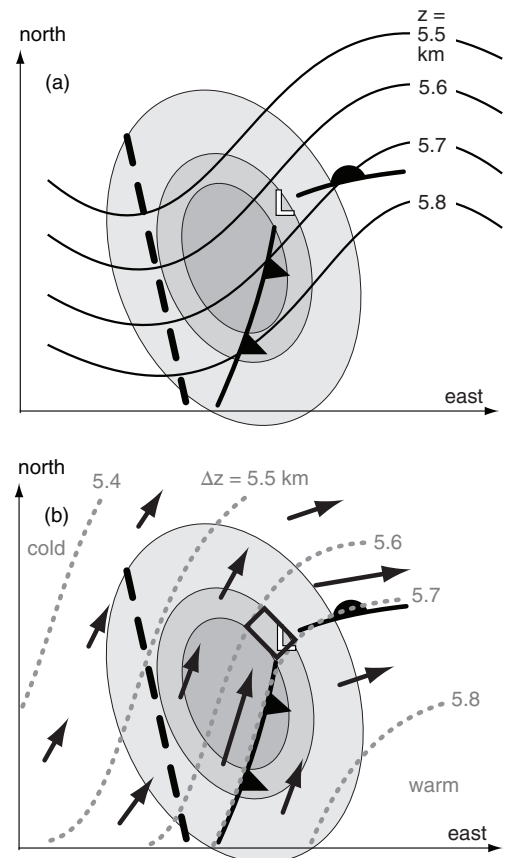 north
(a)
z =
5.5
km
5.6
5.7
5.8
L
east
north
5.4
Δz = 5.5 km
(b)
cold
5.6
5.7
L
5.8
warm
east